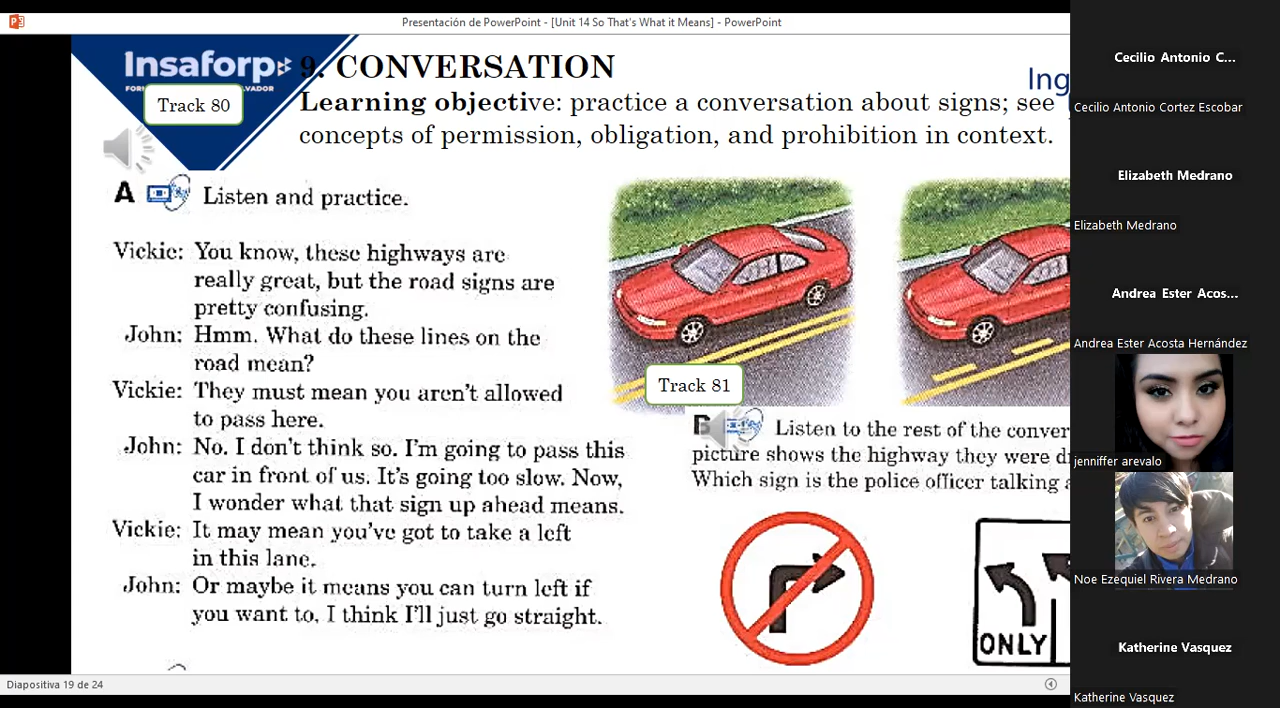 Presentación de PowerPoint - [Unit 14 So That's What it Means] - PowerPoint
Insaforp
Track 80
9. CONVERSATION
Ing
Learning objective: practice a conversation about signs; see
concepts of permission, obligation, and prohibition in context.
A Listen and practice.
Vickie: You know, these highways are
really great, but the road signs are
pretty confusing.
John: Hmm. What do these lines on the
road mean?
Vickie: They must mean you aren't allowed
to pass here.
John: No. I don't think so. I'm going to pass this
car in front of us. It's going too slow. Now,
I wonder what that sign up ahead means.
Vickie: It may mean you've got to take a left
in this lane.
John: Or maybe it means you can turn left if
you want to. I think I'll just go straight.
Track 81
B Listen to the rest of the conver
picture shows the highway they were d
Which sign is the police officer talking
ONLY
Diapositiva 19 de 24
Cecilio Antonio C...
Cecilio Antonio Cortez Escobar
Elizabeth Medrano
Elizabeth Medrano
Andrea Ester Acos...
Andrea Ester Acosta Hernández
jenniffer arevalo
Noe Ezequiel Rivera Medrano
Katherine Vasquez
Katherine Vasquez